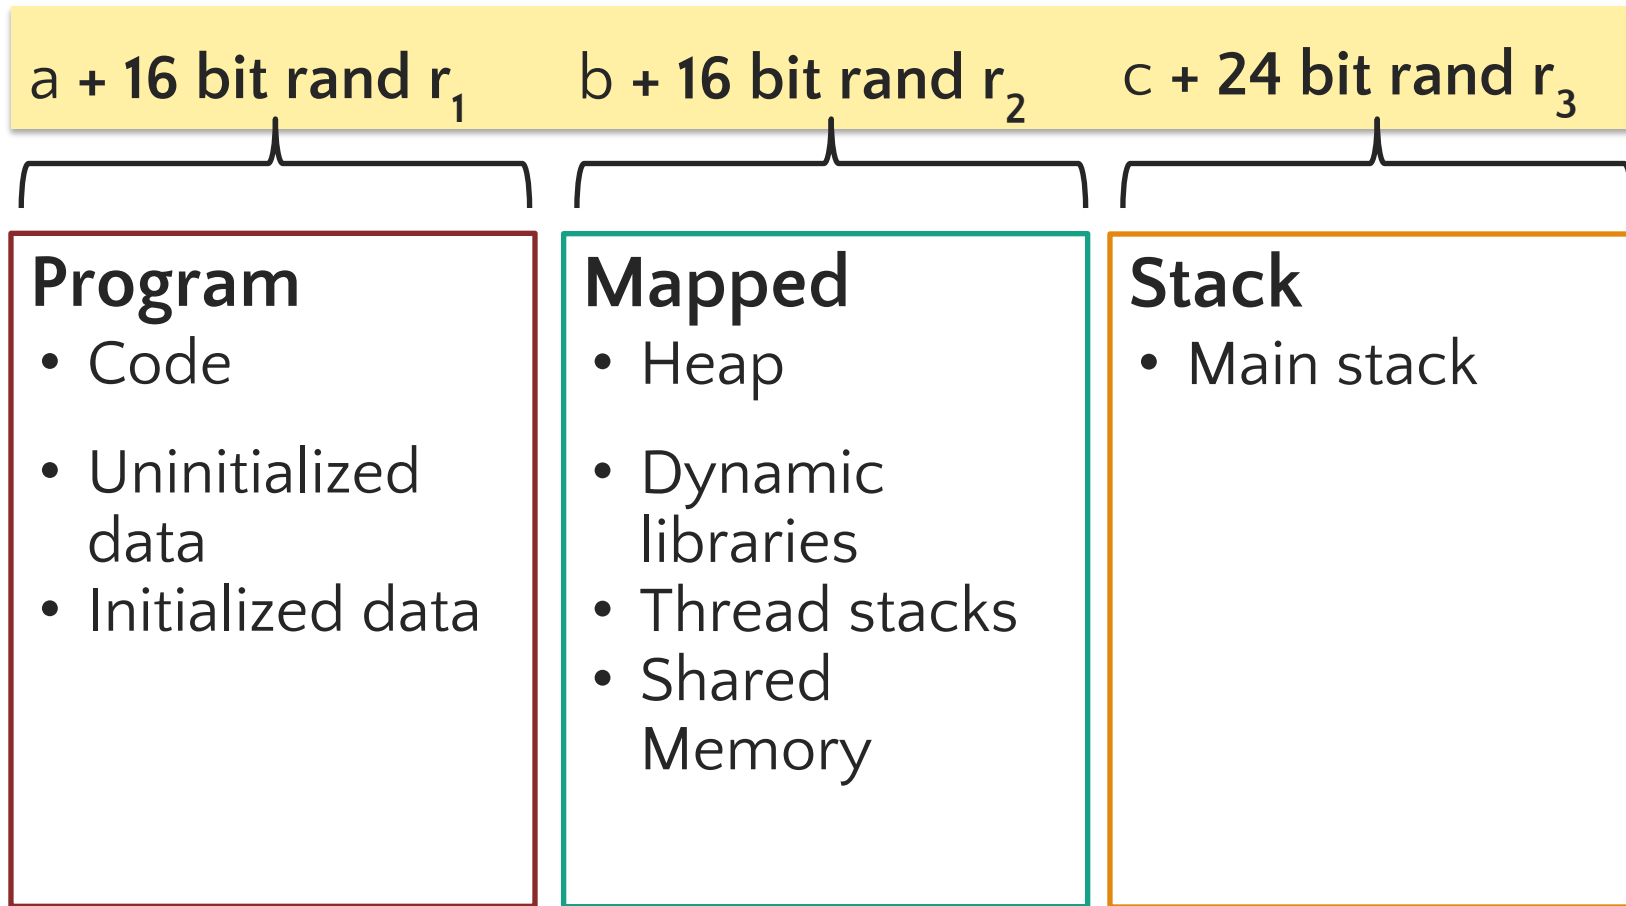 a + 16 bit rand r₁
b + 16 bit rand r₂
c + 24 bit rand r₃
Program
• Code
• Uninitialized
data
• Initialized data
Mapped
• Heap
• Dynamic
libraries
• Thread stacks
• Shared
Memory
Stack
• Main stack